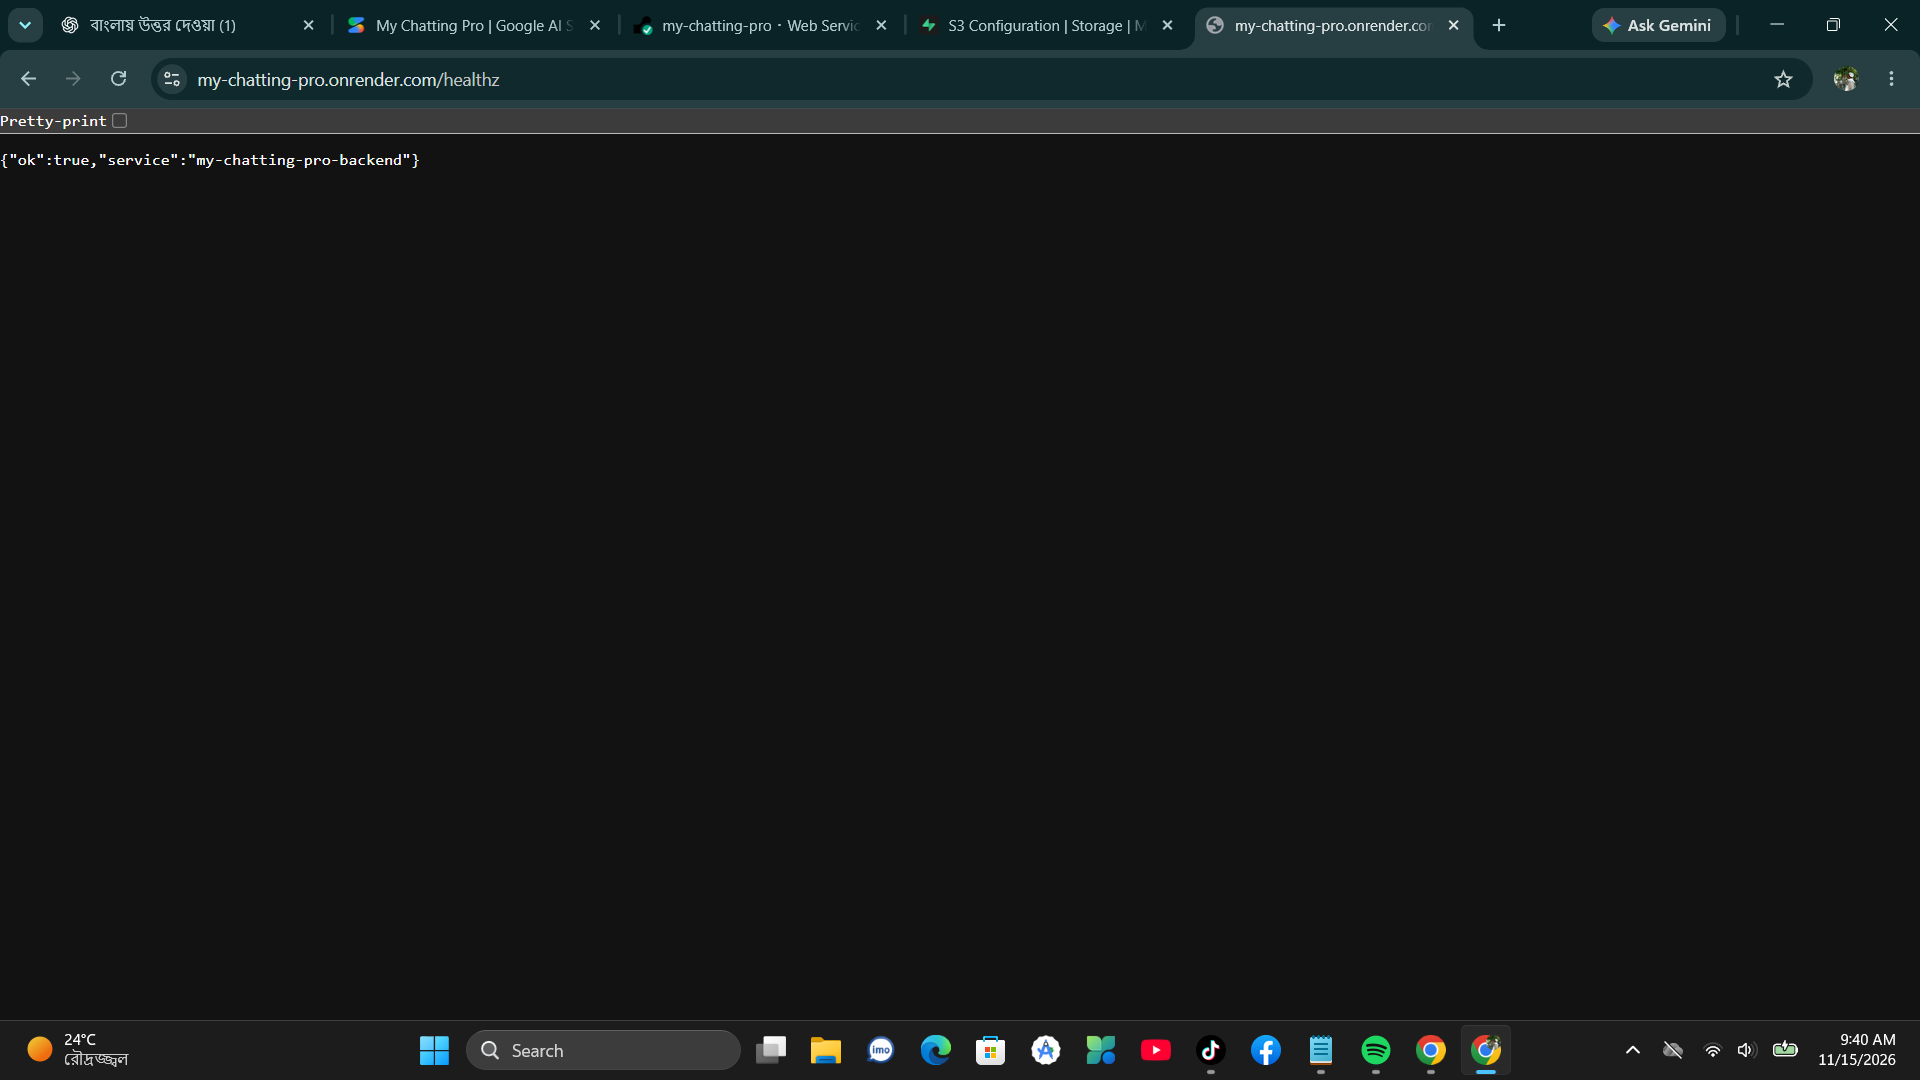 বাংলায় উত্তর দেওয়া (1)
My Chatting Pro | Google AI S
my-chatting-pro · Web Servic
S3 Configuration | Storage | M
my-chatting-pro.onrender.co
Ask Gemini
my-chatting-pro.onrender.com/healthz
Pretty-print
{"ok":true,"service":"my-chatting-pro-backend"}
24°C
রৌদ্রজ্জ্বল
Search
imo
9:40 AM
11/15/2026